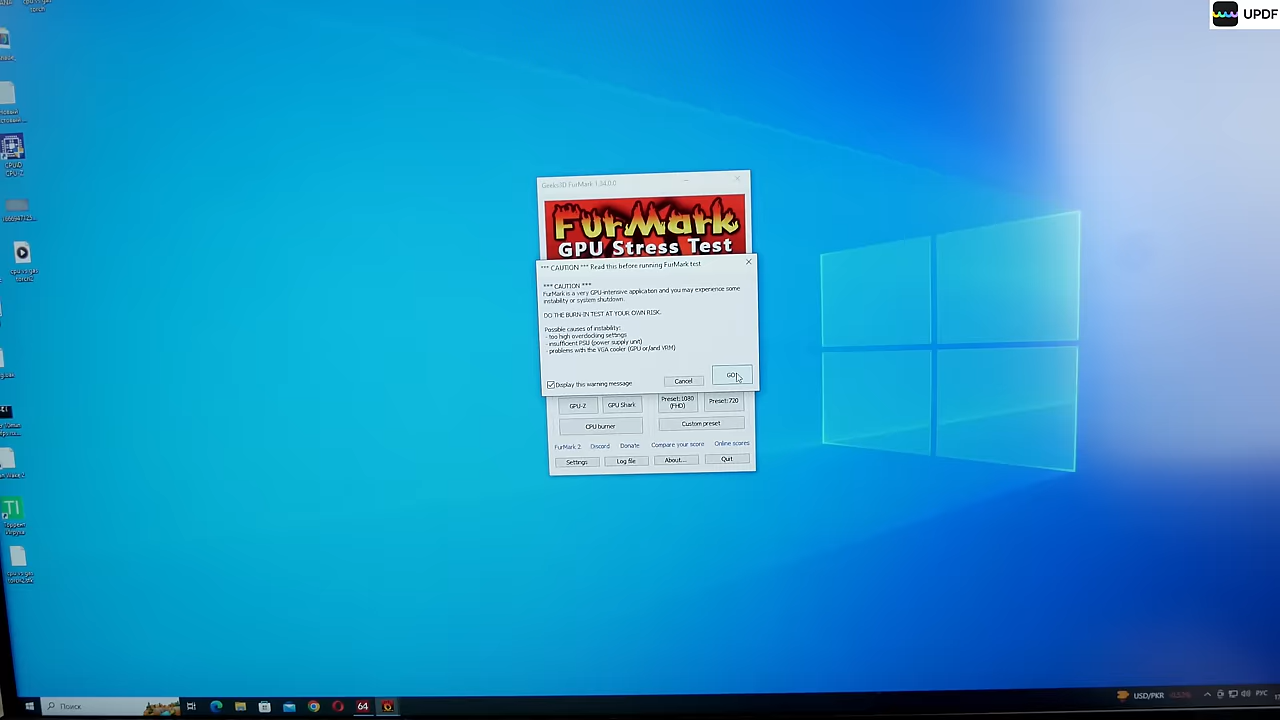 UPDF
CPUID
CPU-Z
Geeks3D FurMark 1.34.0.0
FurMark
GPU Stress Test
*** CAUTION *** Read this before running FurMark test
*** CAUTION ***
FurMark is a very GPU-intensive application and you may experience some
instability or system shutdown.
DO THE BURN-IN TEST AT YOUR OWN RISK.
Possible causes of instability:
- too high overclocking settings
- insufficient PSU (power supply unit)
- problems with the VGA cooler (GPU or/and VRM)
Display this warning message
Cancel
GO!
GPU-Z
GPU Shark
Preset:1080
(FHD)
Preset:720
CPU burner
Custom preset
FurMark 2
Discord
Donate
Compare your score
Online scores
Settings
Log file
About...
Quit
Поиск
64
USD/PKR
РУС